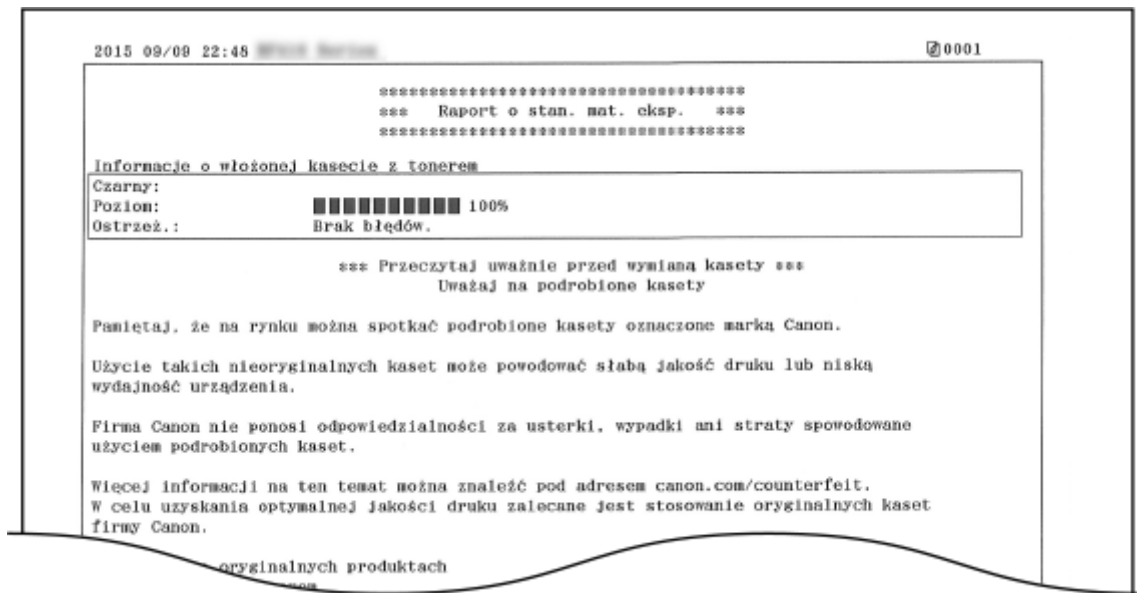 2015 09/09 22:48
0001
**************************************
*** Raport o stan. mat. eksp. ***
**************************************
Informacje o włożonej kasecie z tonerem
Czarny:
Poziom: 100%
Ostrzeż.: Brak błędów.
*** Przeczytaj uważnie przed wymianą kasety ***
Uważaj na podrobione kasety
Pamiętaj, że na rynku można spotkać podrobione kasety oznaczone marką Canon.
Użycie takich nieoryginalnych kaset może powodować słabą jakość druku lub niską
wydajność urządzenia.
Firma Canon nie ponosi odpowiedzialności za usterki, wypadki ani straty spowodowane
użyciem podrobionych kaset.
Więcej informacji na ten temat można znaleźć pod adresem canon.com/counterfeit.
W celu uzyskania optymalnej jakości druku zalecane jest stosowanie oryginalnych kaset
firmy Canon.
oryginalnych produktach